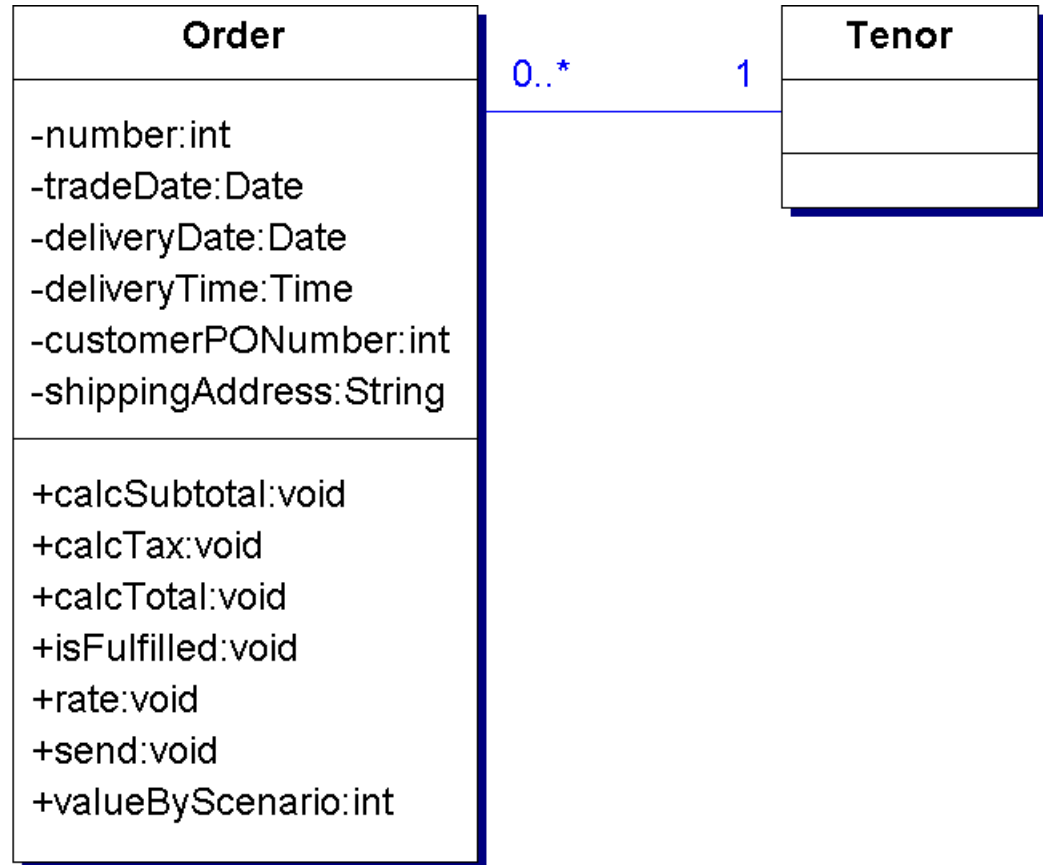 Order
-number:int
-tradeDate:Date
-deliveryDate:Date
-deliveryTime:Time
-customerPONumber:int
-shippingAddress:String
+calcSubtotal:void
+calcTax:void
+calcTotal:void
+isFulfilled:void
+rate:void
+send:void
+valueByScenario:int
0..* 1
Tenor